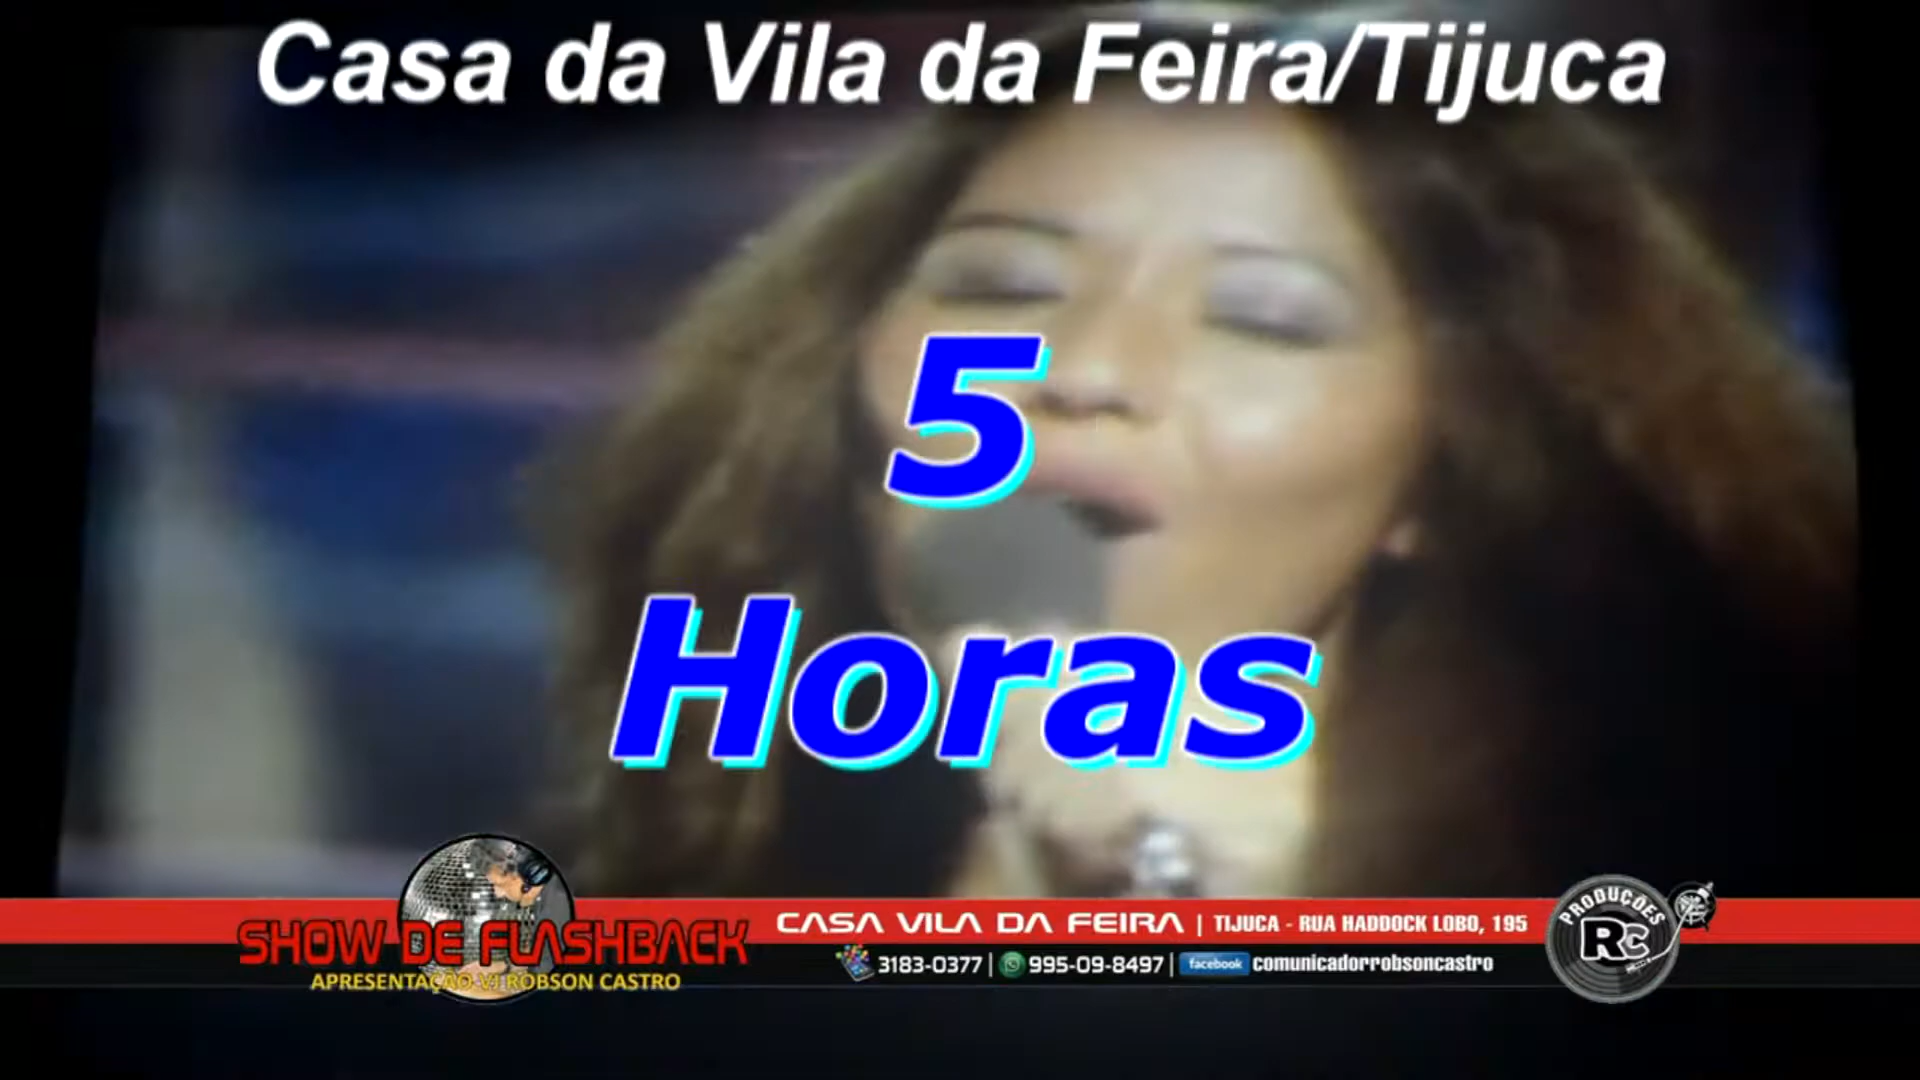 Casa da Vila da Feira/Tijuca
5
Horas
SHOW DE FLASHBACK
APRESENTAÇÃO VJ ROBSON CASTRO
CASA VILA DA FEIRA | TIJUCA - RUA HADDOCK LOBO, 195
3183-0377 | 995-09-8497 | facebook comunicadorrobsoncastro
PRODUÇÕES
RC